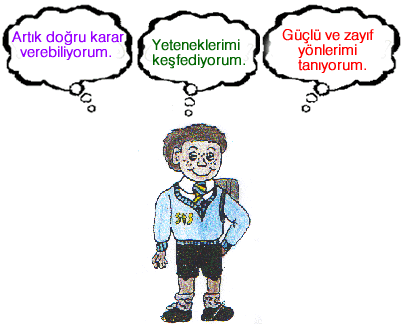 Artık doğru karar
verebiliyorum.
Yeteneklerimi
keşfediyorum.
Güçlü ve zayıf
yönlerimi
tanıyorum.